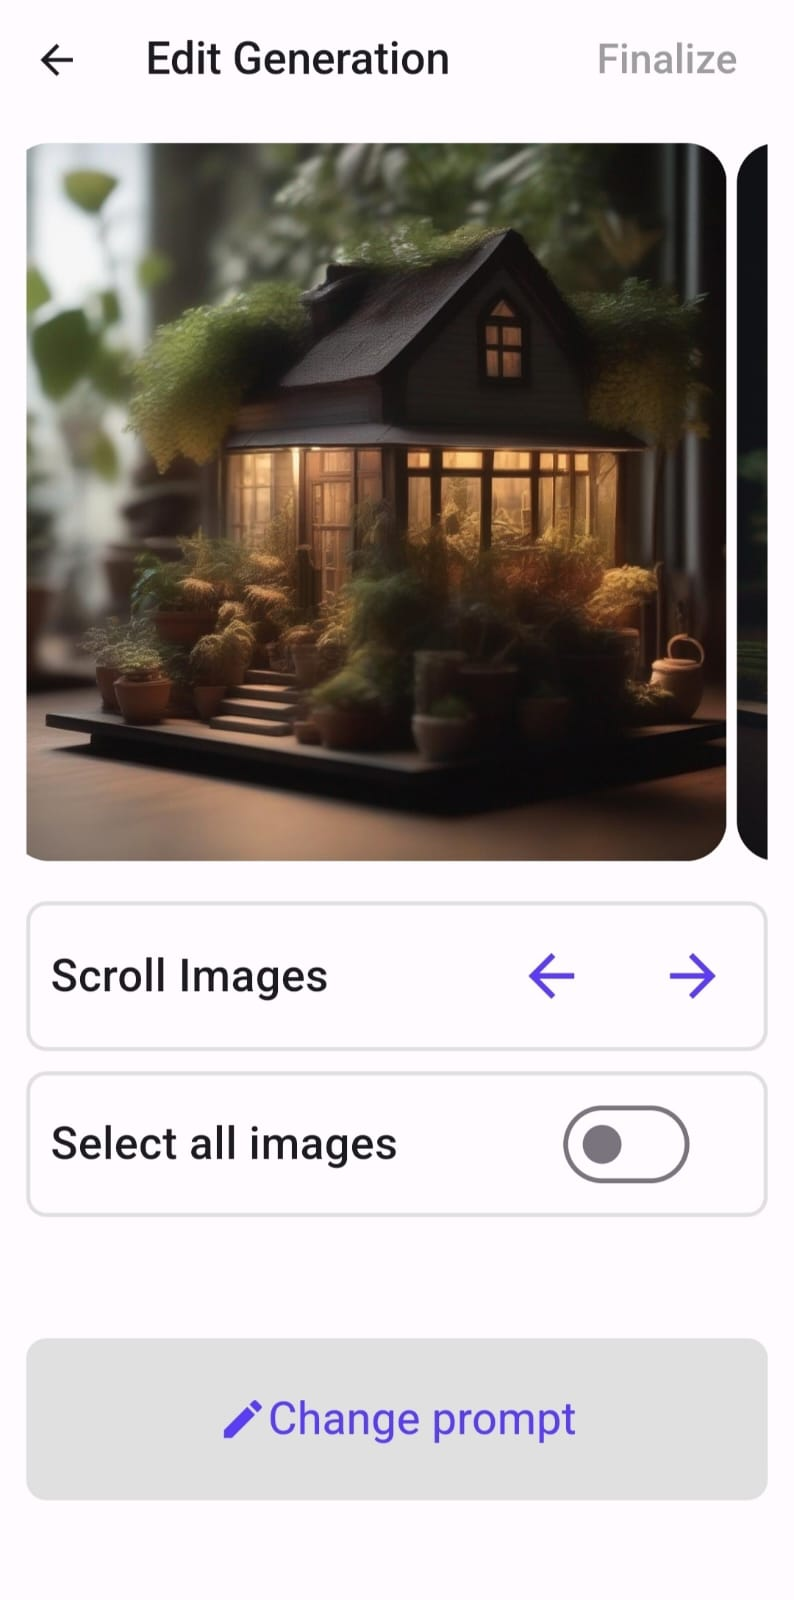 Edit Generation
Finalize
Scroll Images
Select all images
Change prompt